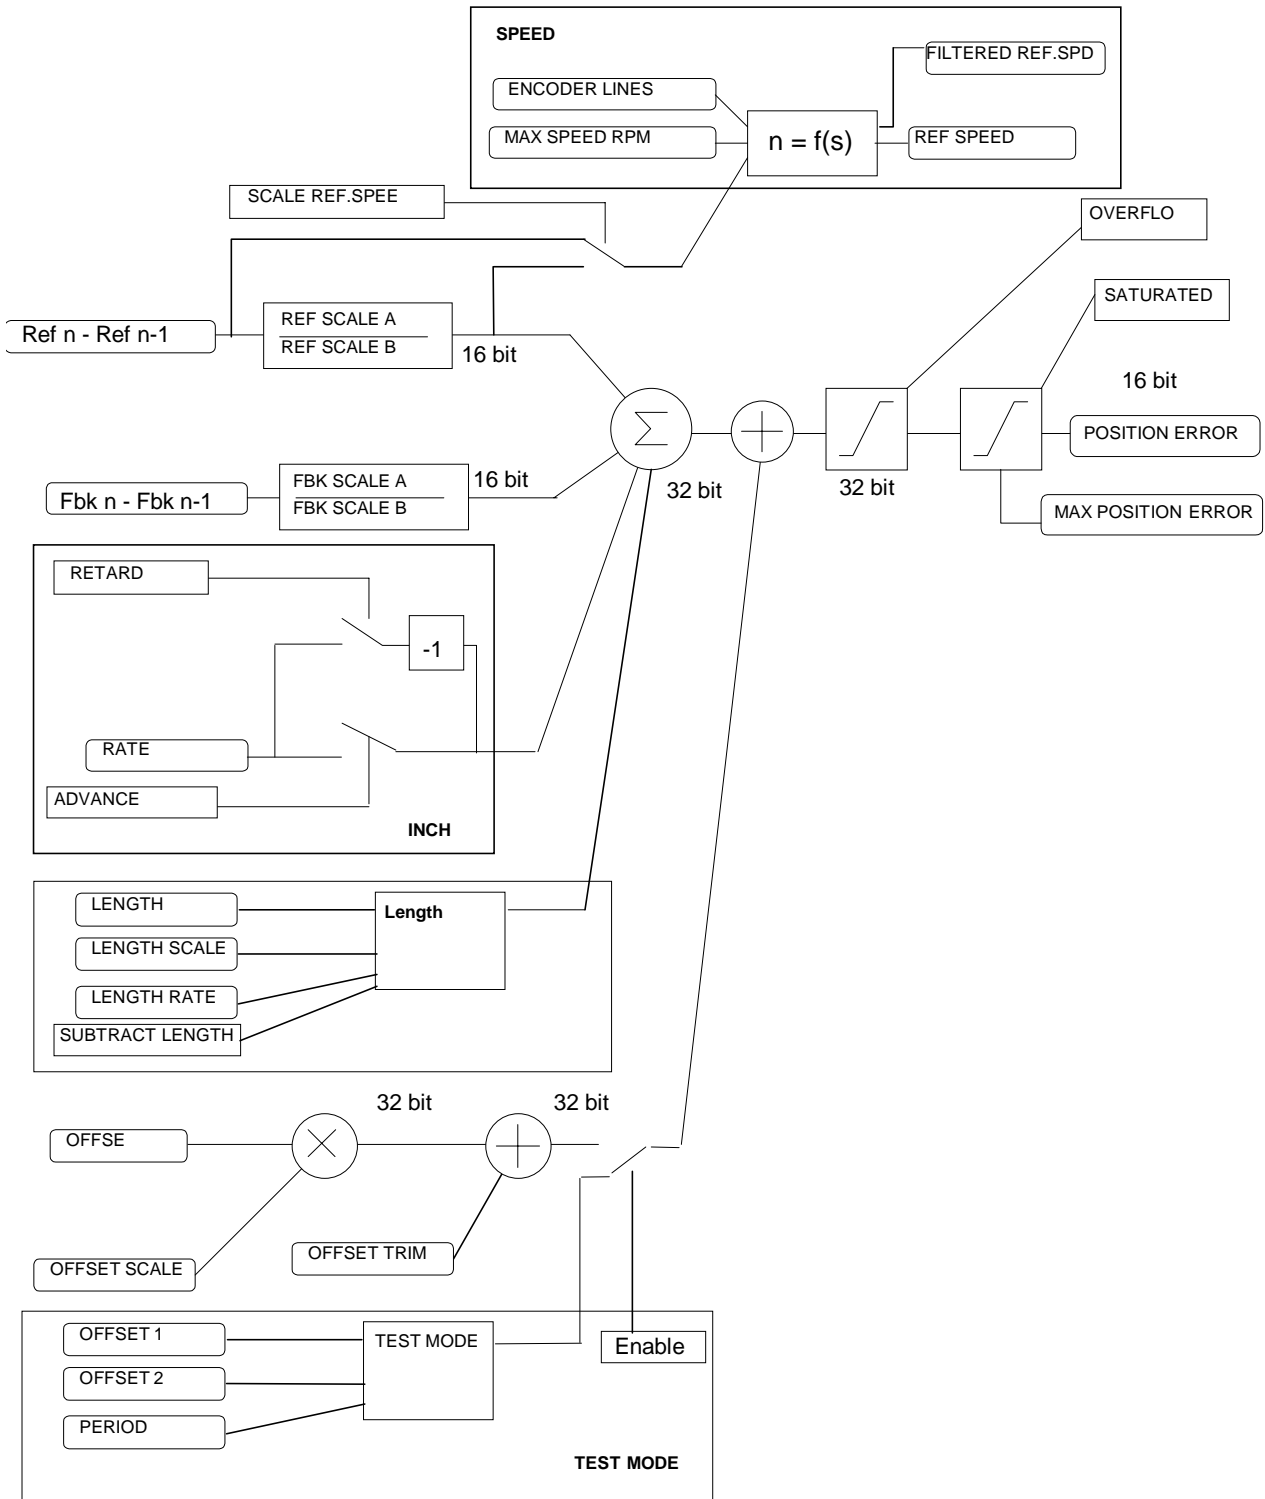 SPEED
FILTERED REF.SPD
ENCODER LINES
MAX SPEED RPM
n = f(s)
REF SPEED
SCALE REF.SPEE
OVERFLO
SATURATED
Ref n - Ref n-1
REF SCALE A
REF SCALE B
16 bit
16 bit
POSITION ERROR
Fbk n - Fbk n-1
FBK SCALE A
FBK SCALE B
16 bit
32 bit
32 bit
MAX POSITION ERROR
RETARD
-1
RATE
ADVANCE
INCH
LENGTH
Length
LENGTH SCALE
LENGTH RATE
SUBTRACT LENGTH
32 bit
32 bit
OFFSE
OFFSET TRIM
OFFSET SCALE
OFFSET 1
TEST MODE
Enable
OFFSET 2
PERIOD
TEST MODE